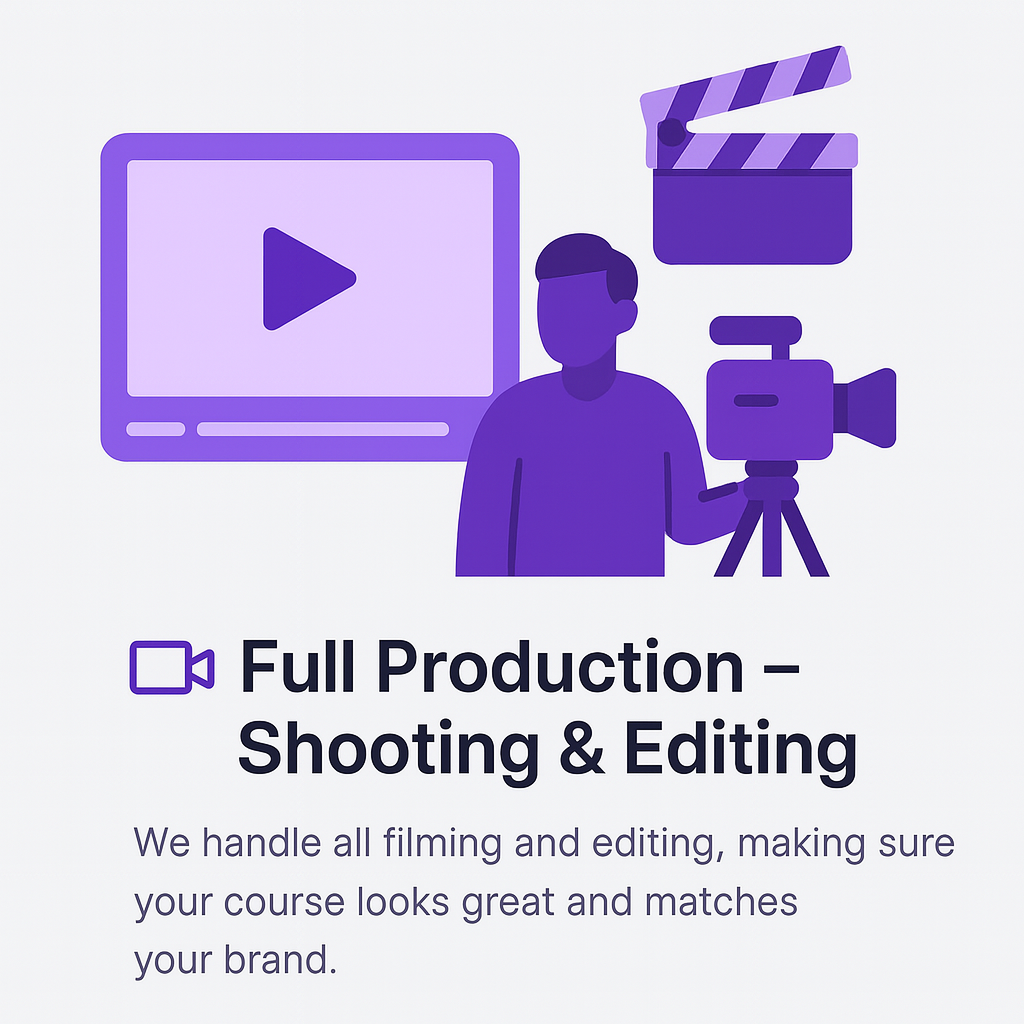 Full Production –
Shooting & Editing
We handle all filming and editing, making sure
your course looks great and matches
your brand.